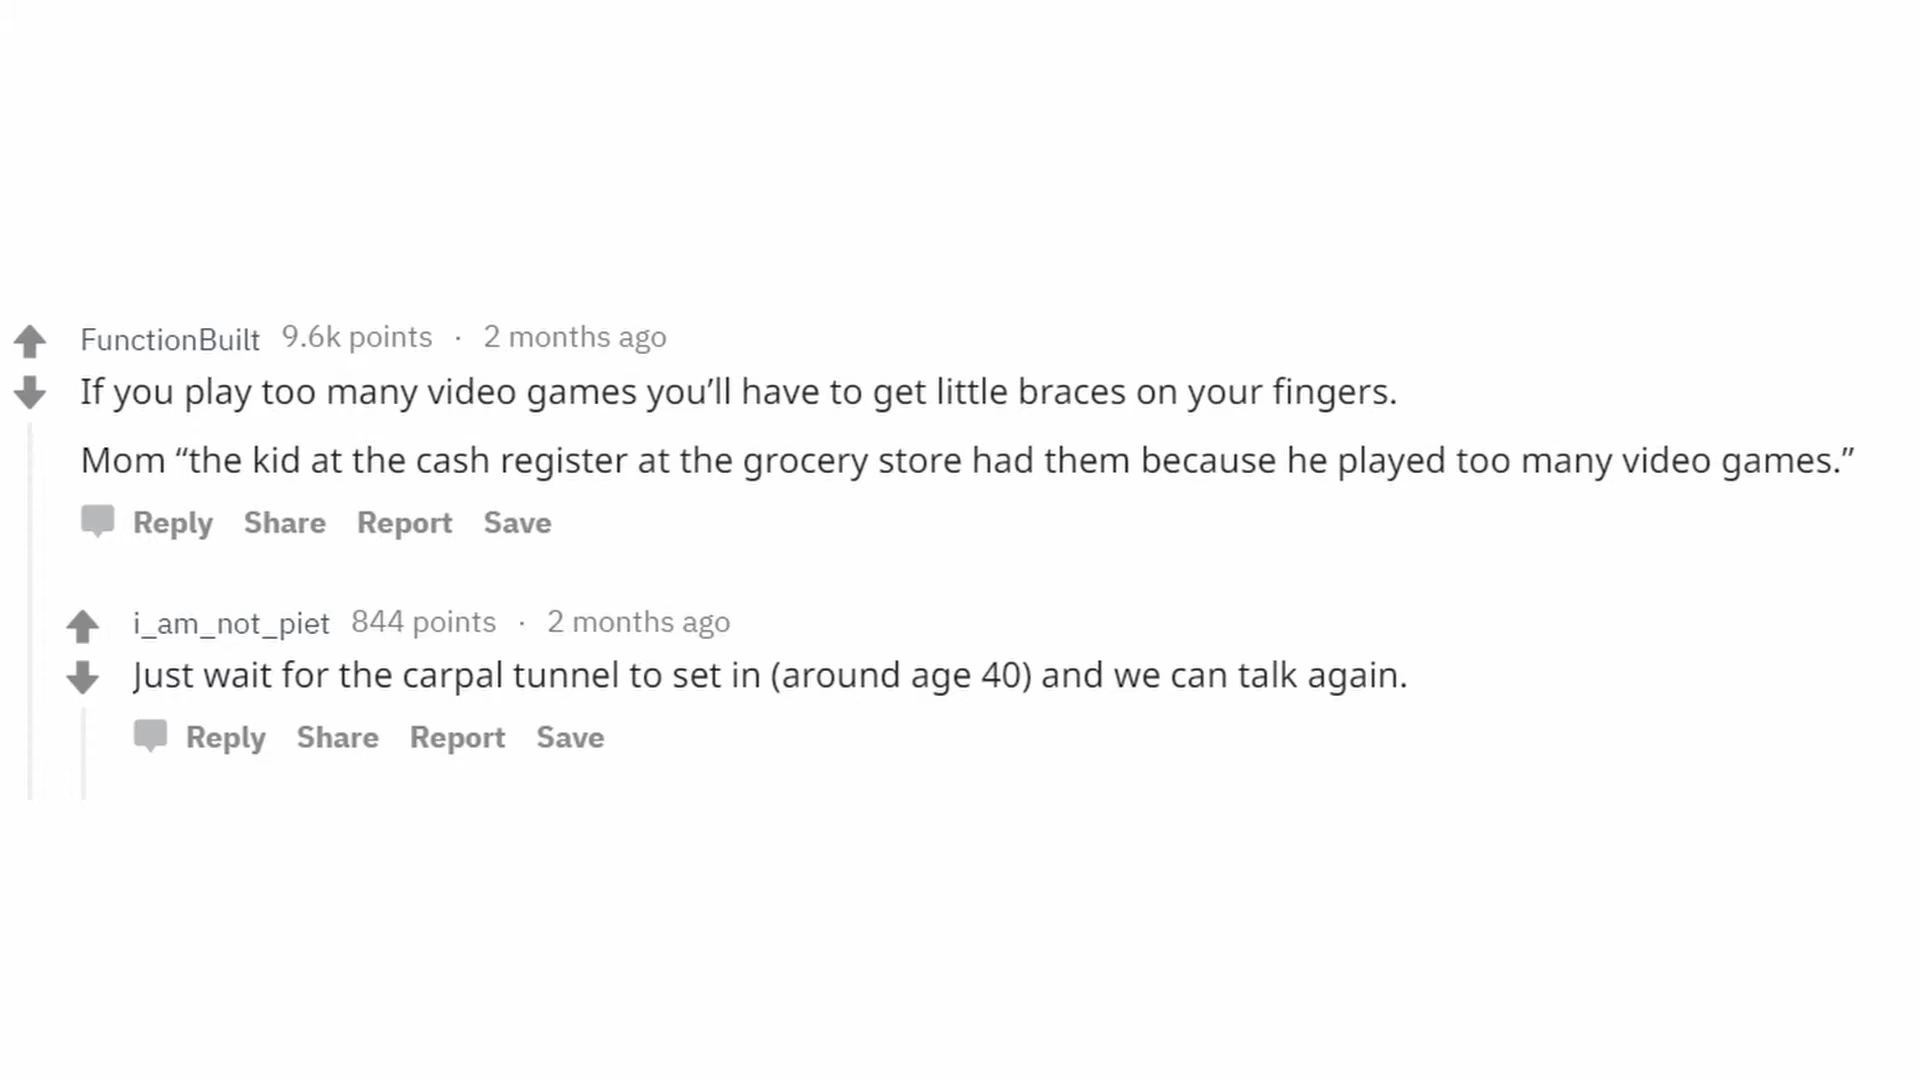 FunctionBuilt 9.6k points · 2 months ago
If you play too many video games you’ll have to get little braces on your fingers.
Mom “the kid at the cash register at the grocery store had them because he played too many video games.”
Reply Share Report Save
i_am_not_piet 844 points · 2 months ago
Just wait for the carpal tunnel to set in (around age 40) and we can talk again.
Reply Share Report Save